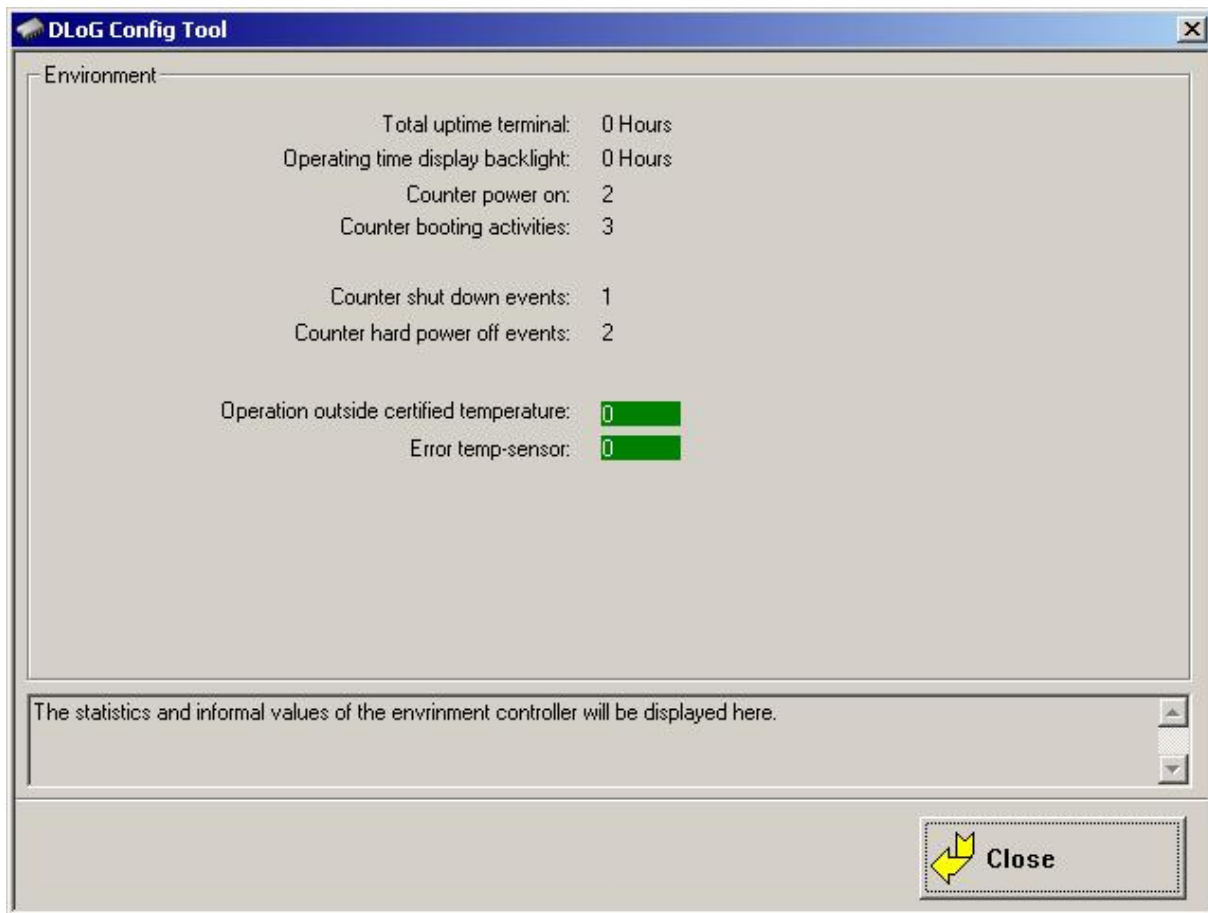 DLoG Config Tool
Environment
Total uptime terminal: 0 Hours
Operating time display backlight: 0 Hours
Counter power on: 2
Counter booting activities: 3
Counter shut down events: 1
Counter hard power off events: 2
Operation outside certified temperature: 0
Error temp-sensor: 0
The statistics and informal values of the envrinment controller will be displayed here.
Close